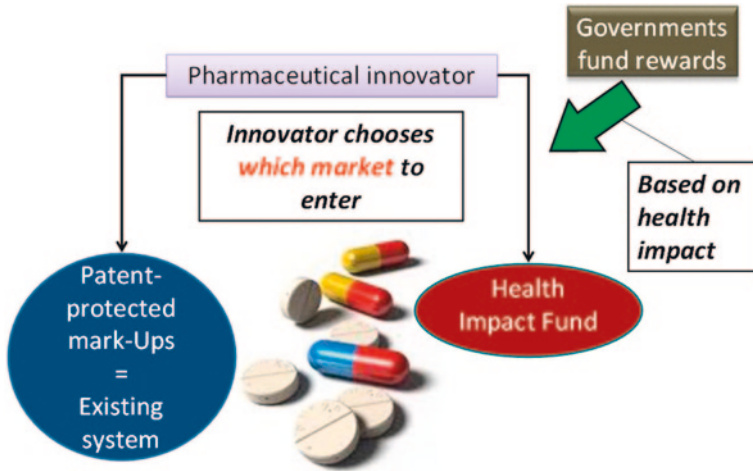 Governments
fund rewards
Pharmaceutical innovator
Innovator chooses
which market to
enter
Based on
health
impact
Patent-
protected
mark-Ups
=
Existing
system
Health
Impact Fund